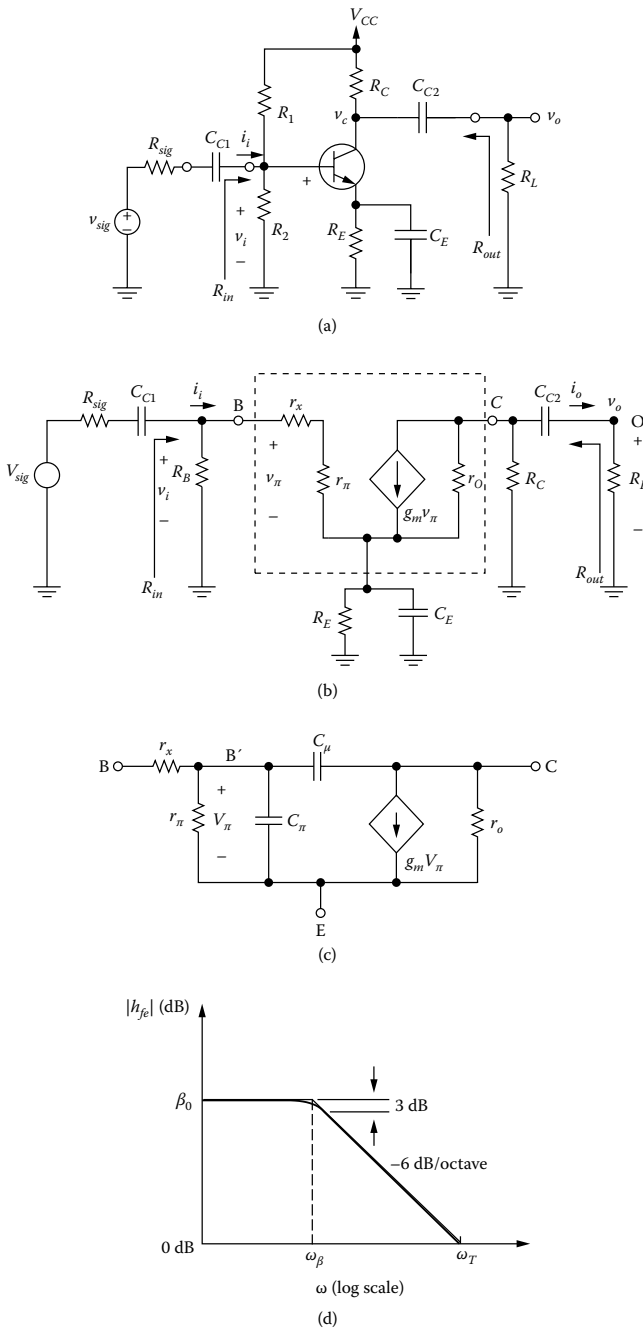 V_CC
R_C
C_C2
R_1
v_c
v_o
R_sig
C_C1
i_i
+
R_L
v_sig
+
−
+
v_i
−
R_2
R_E
C_E
R_out
R_in
(a)
R_sig
C_C1
i_i
B
r_x
C
C_C2
i_o
v_o
O
+
V_sig
+
v_i
−
R_B
+
v_π
−
r_π
g_m v_π
r_O
R_C
−
R_in
R_out
R_E
C_E
(b)
C_μ
B
r_x
B′
C
r_π
+
V_π
−
C_π
g_m V_π
r_o
E
(c)
|h_fe| (dB)
β_0
3 dB
−6 dB/octave
0 dB
ω_β
ω_T
ω (log scale)
(d)